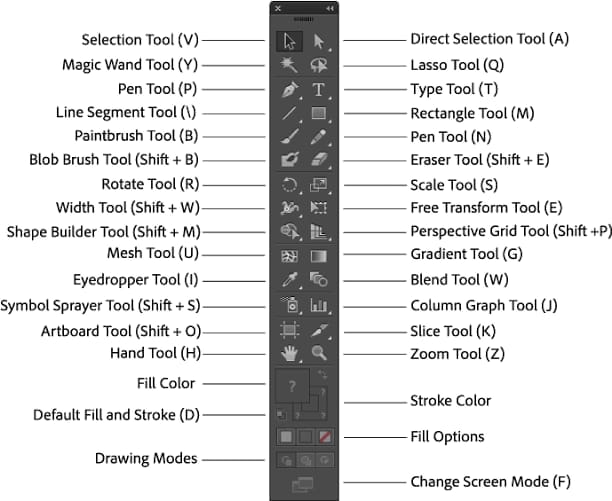 Selection Tool (V)
Direct Selection Tool (A)
Magic Wand Tool (Y)
Lasso Tool (Q)
Pen Tool (P)
T
Type Tool (T)
Line Segment Tool (\)
Rectangle Tool (M)
Paintbrush Tool (B)
Pen Tool (N)
Blob Brush Tool (Shift + B)
Eraser Tool (Shift + E)
Rotate Tool (R)
Scale Tool (S)
Width Tool (Shift + W)
Free Transform Tool (E)
Shape Builder Tool (Shift + M)
Perspective Grid Tool (Shift +P)
Mesh Tool (U)
Gradient Tool (G)
Eyedropper Tool (I)
Blend Tool (W)
Symbol Sprayer Tool (Shift + S)
Column Graph Tool (J)
Artboard Tool (Shift + O)
Slice Tool (K)
Hand Tool (H)
Zoom Tool (Z)
Fill Color
?
?
Stroke Color
Default Fill and Stroke (D)
? ?
Fill Options
Drawing Modes
Change Screen Mode (F)